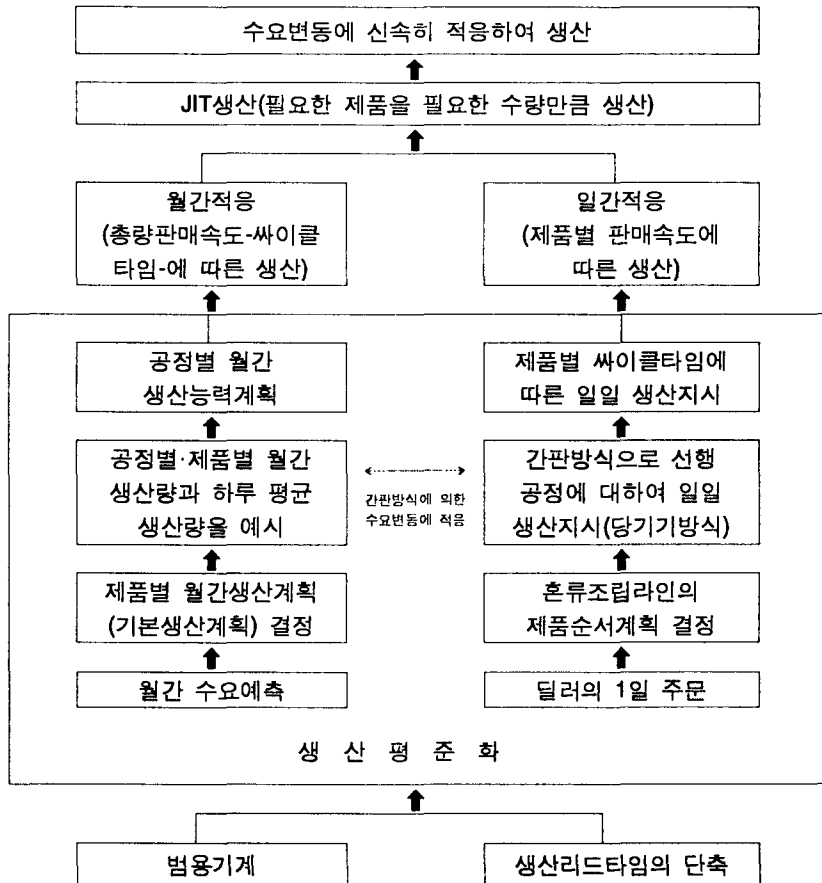 수요변동에 신속히 적응하여 생산
JIT생산(필요한 제품을 필요한 수량만큼 생산)
월간적응
(총량판매속도-싸이클
타임-에 따른 생산)
일간적응
(제품별 판매속도에
따른 생산)
공정별 월간
생산능력계획
제품별 싸이클타임에
따른 일일 생산지시
공정별·제품별 월간
생산량과 하루 평균
생산량을 예시
간판방식에 의한
수요변동에 적응
간판방식으로 선행
공정에 대하여 일일
생산지시(당기기방식)
제품별 월간생산계획
(기본생산계획) 결정
혼류조립라인의
제품순서계획 결정
월간 수요예측
딜러의 1일 주문
생 산 평 준 화
범용기계
생산리드타임의 단축